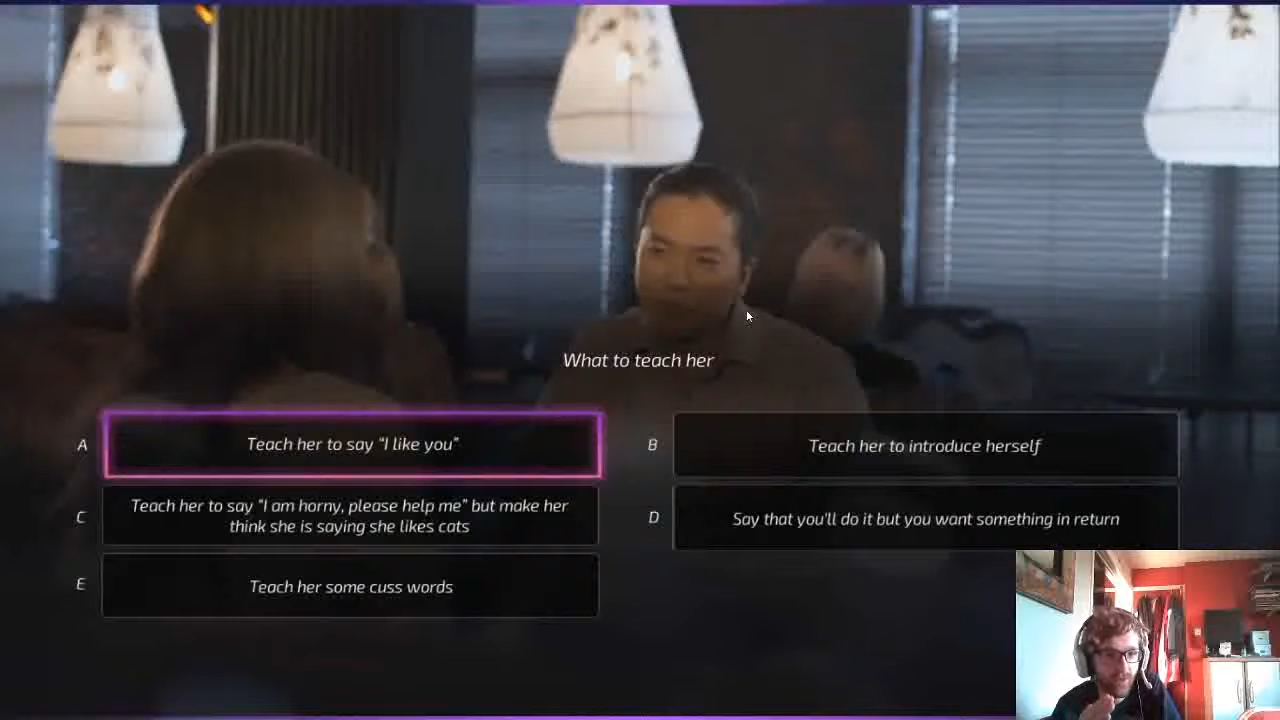 What to teach her
A
Teach her to say "I like you"
B
Teach her to introduce herself
C
Teach her to say "I am horny, please help me" but make her
think she is saying she likes cats
D
Say that you'll do it but you want something in return
E
Teach her some cuss words